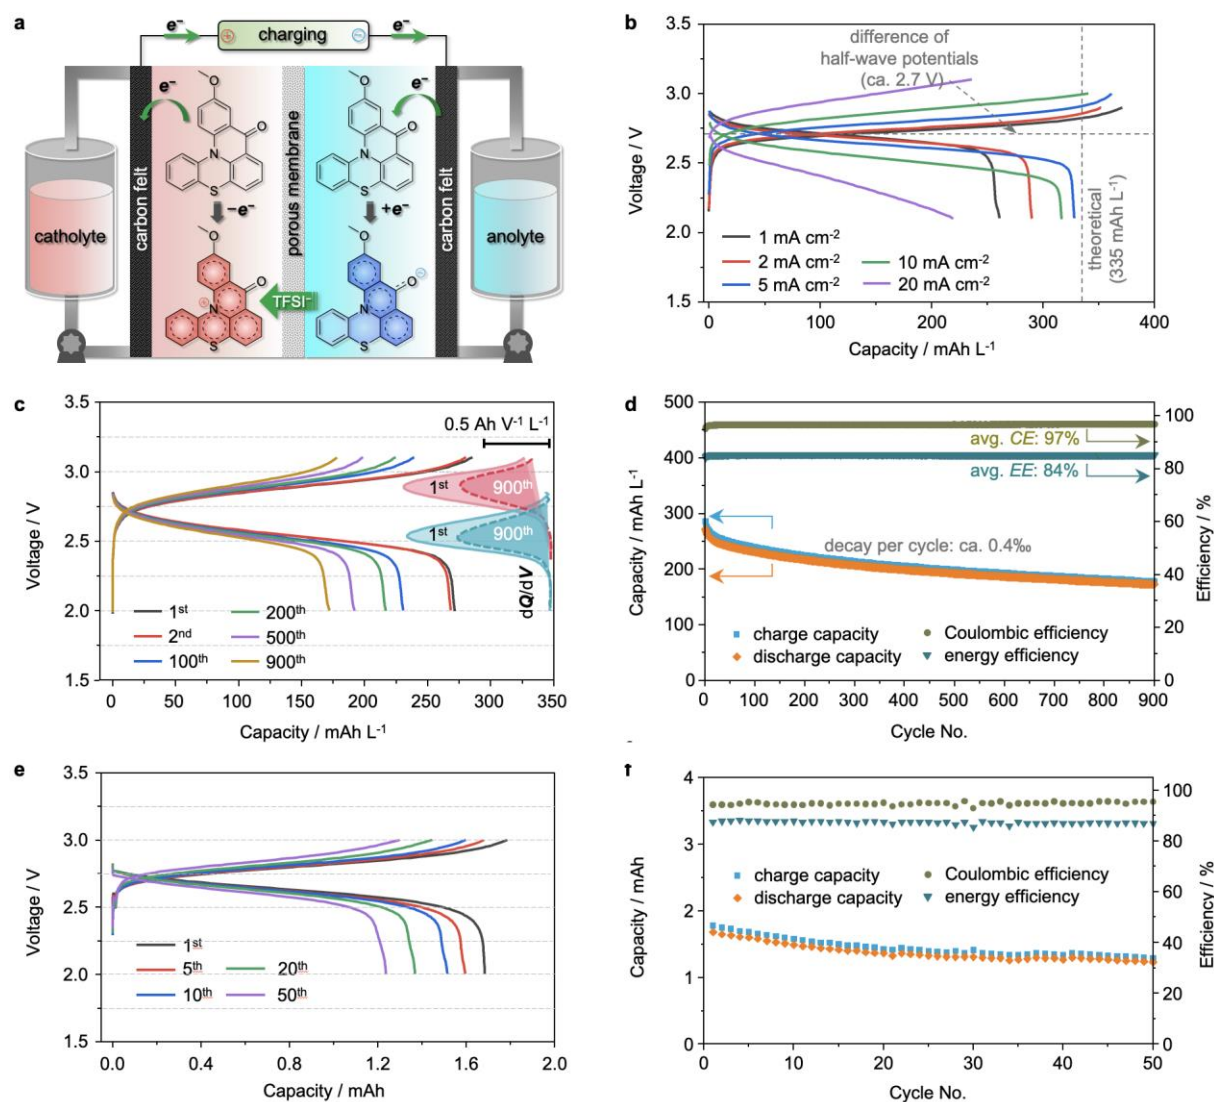 a
e⁻
charging
e⁻
e⁻
e⁻
O
O
N
S
O
O
N
S
−e⁻
+e⁻
catholyte
carbon felt
porous membrane
carbon felt
anolyte
O
O
N
S
TFSI⁻
O
O
N
S
b
Voltage / V
3.5
3.0
2.5
2.0
1.5
difference of
half-wave potentials
(ca. 2.7 V)
theoretical
(335 mAh L⁻¹)
1 mA cm⁻²
2 mA cm⁻²
5 mA cm⁻²
10 mA cm⁻²
20 mA cm⁻²
0 100 200 300 400
Capacity / mAh L⁻¹
c
Voltage / V
3.5
3.0
2.5
2.0
1.5
0.5 Ah V⁻¹ L⁻¹
1ˢᵗ 900ᵗʰ
1ˢᵗ 900ᵗʰ
dQ/dV
1ˢᵗ
2ⁿᵈ
100ᵗʰ
200ᵗʰ
500ᵗʰ
900ᵗʰ
0 50 100 150 200 250 300 350
Capacity / mAh L⁻¹
d
Capacity / mAh L⁻¹
500
400
300
200
100
0
avg. CE: 97%
avg. EE: 84%
decay per cycle: ca. 0.4‰
charge capacity
discharge capacity
Coulombic efficiency
energy efficiency
100
80
60
40
20
0
Efficiency / %
0 100 200 300 400 500 600 700 800 900
Cycle No.
e
Voltage / V
3.5
3.0
2.5
2.0
1.5
1ˢᵗ
5ᵗʰ
10ᵗʰ
20ᵗʰ
50ᵗʰ
0.0 0.4 0.8 1.2 1.6 2.0
Capacity / mAh
f
Capacity / mAh
4
3
2
1
0
charge capacity
discharge capacity
Coulombic efficiency
energy efficiency
100
80
60
40
20
0
Efficiency / %
0 10 20 30 40 50
Cycle No.